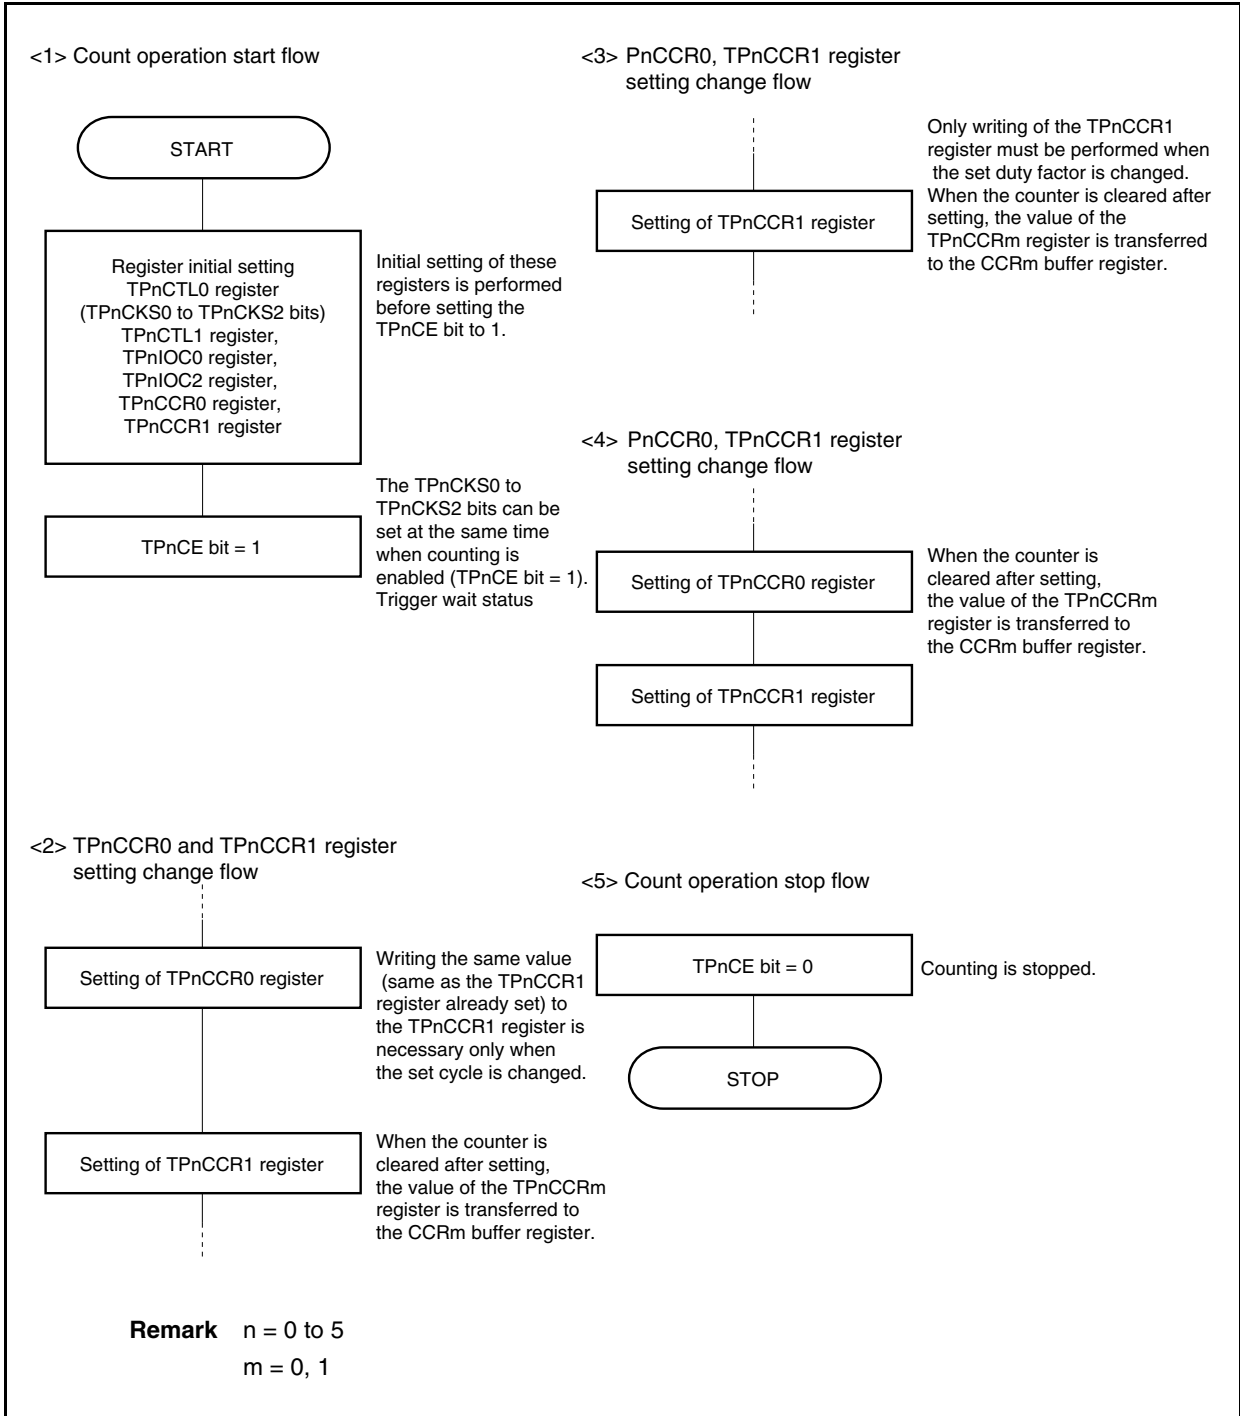 <1> Count operation start flow
START
Register initial setting
TPnCTL0 register
(TPnCKS0 to TPnCKS2 bits)
TPnCTL1 register,
TPnIOC0 register,
TPnIOC2 register,
TPnCCR0 register,
TPnCCR1 register
Initial setting of these
registers is performed
before setting the
TPnCE bit to 1.
TPnCE bit = 1
The TPnCKS0 to
TPnCKS2 bits can be
set at the same time
when counting is
enabled (TPnCE bit = 1).
Trigger wait status
<2> TPnCCR0 and TPnCCR1 register
setting change flow
Setting of TPnCCR0 register
Writing the same value
(same as the TPnCCR1
register already set) to
the TPnCCR1 register is
necessary only when
the set cycle is changed.
Setting of TPnCCR1 register
When the counter is
cleared after setting,
the value of the TPnCCRm
register is transferred to
the CCRm buffer register.
<3> PnCCR0, TPnCCR1 register
setting change flow
Setting of TPnCCR1 register
Only writing of the TPnCCR1
register must be performed when
the set duty factor is changed.
When the counter is cleared after
setting, the value of the
TPnCCRm register is transferred
to the CCRm buffer register.
<4> PnCCR0, TPnCCR1 register
setting change flow
Setting of TPnCCR0 register
When the counter is
cleared after setting,
the value of the TPnCCRm
register is transferred to
the CCRm buffer register.
Setting of TPnCCR1 register
<5> Count operation stop flow
TPnCE bit = 0
Counting is stopped.
STOP
Remark n = 0 to 5
m = 0, 1